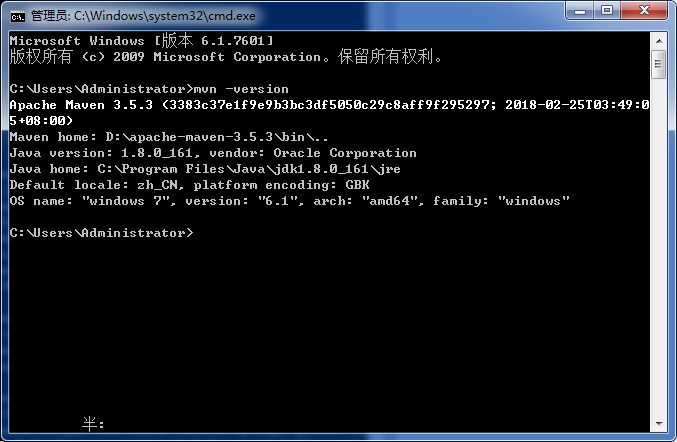 管理员: C:\Windows\system32\cmd.exe
Microsoft Windows [版本 6.1.7601]
版权所有 (c) 2009 Microsoft Corporation。保留所有权利。
C:\Users\Administrator>mvn -version
Apache Maven 3.5.3 (3383c37e1f9e9b3bc3df5050c29c8aff9f295297; 2018-02-25T03:49:0
5+08:00)
Maven home: D:\apache-maven-3.5.3\bin\..
Java version: 1.8.0_161, vendor: Oracle Corporation
Java home: C:\Program Files\Java\jdk1.8.0_161\jre
Default locale: zh_CN, platform encoding: GBK
OS name: "windows 7", version: "6.1", arch: "amd64", family: "windows"
C:\Users\Administrator>
半: